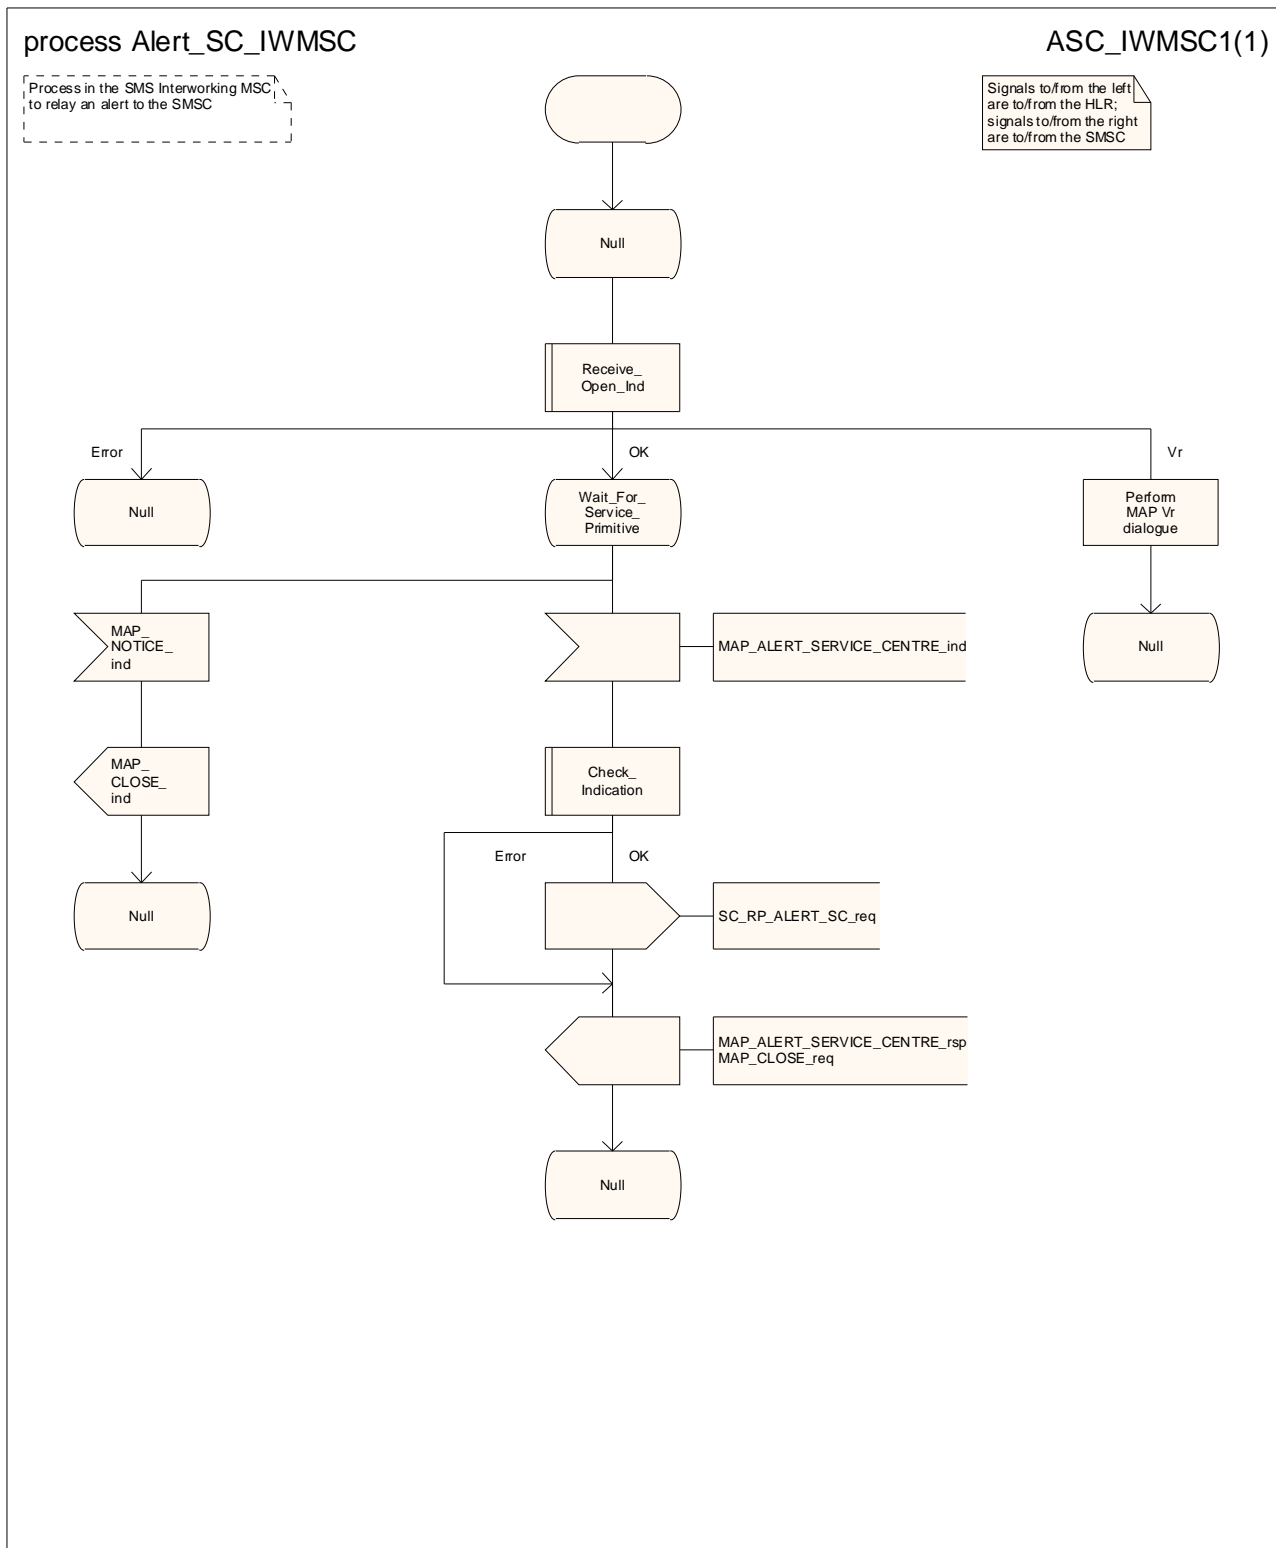 process Alert_SC_IWMSC
ASC_IWMSC1(1)
Process in the SMS Interworking MSC
to relay an alert to the SMSC
Signals to/from the left
are to/from the HLR;
signals to/from the right
are to/from the SMSC
Null
Receive_
Open_Ind
Error
OK
Vr
Null
Wait_For_
Service_
Primitive
Perform
MAP Vr
dialogue
MAP_
NOTICE_
ind
MAP_ALERT_SERVICE_CENTRE_ind
Null
MAP_
CLOSE_
ind
Check_
Indication
Error
OK
Null
SC_RP_ALERT_SC_req
MAP_ALERT_SERVICE_CENTRE_rsp
MAP_CLOSE_req
Null